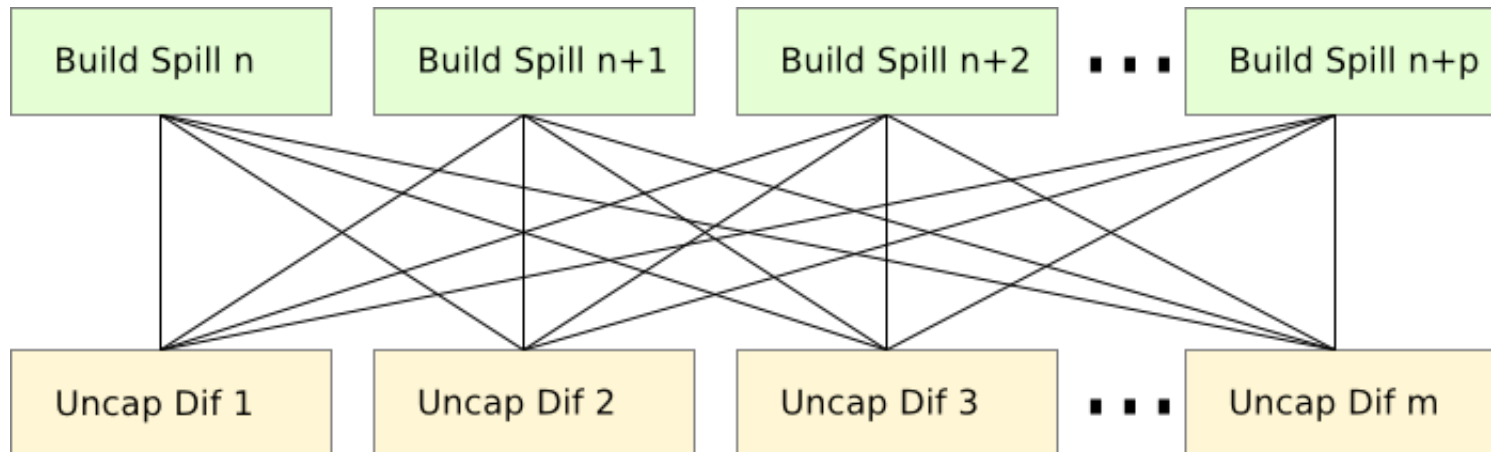 Build Spill n
Build Spill n+1
Build Spill n+2
...
Build Spill n+p
Uncap Dif 1
Uncap Dif 2
Uncap Dif 3
...
Uncap Dif m